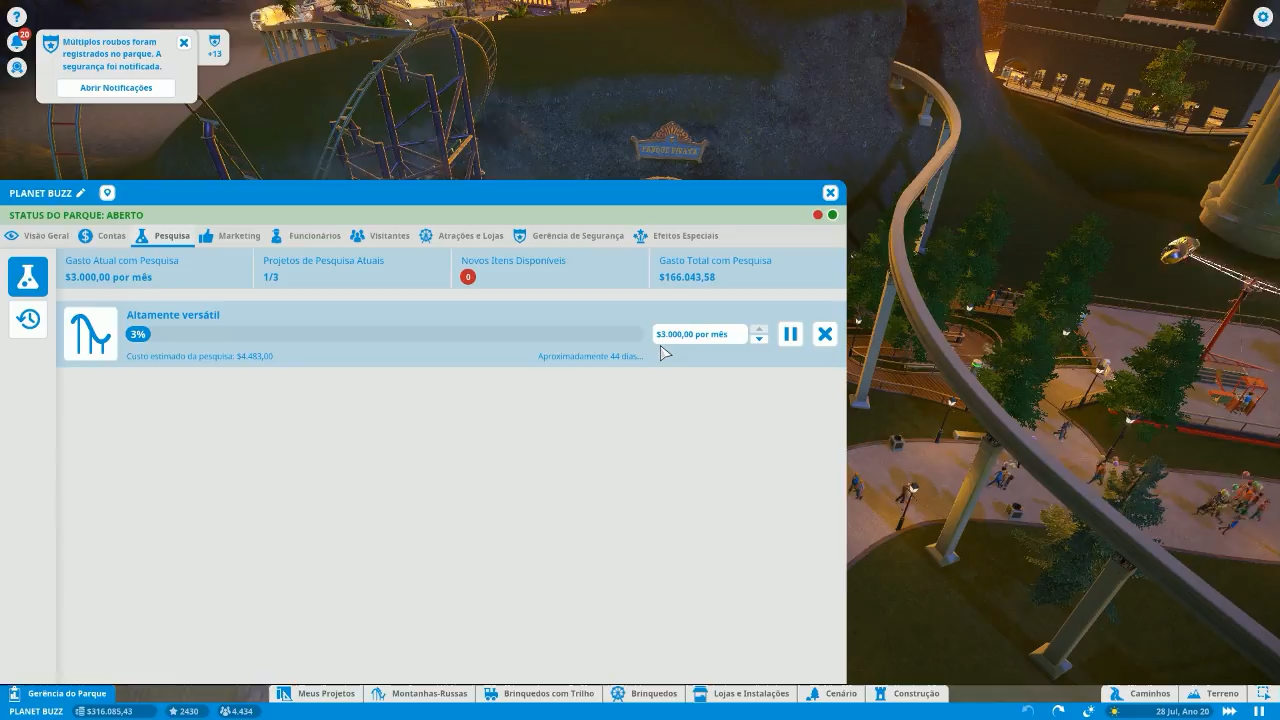 ?
20
Múltiplos roubos foram
registrados no parque. A
segurança foi notificada.
+13
Abrir Notificações
PARQUE PIRATA
PLANET BUZZ
STATUS DO PARQUE: ABERTO
Visão Geral
Contas
Pesquisa
Marketing
Funcionários
Visitantes
Atrações e Lojas
Gerência de Segurança
Efeitos Especiais
Gasto Atual com Pesquisa
$3.000,00 por mês
Projetos de Pesquisa Atuais
1/3
Novos Itens Disponíveis
0
Gasto Total com Pesquisa
$166.043,58
Altamente versátil
3%
$3.000,00 por mês
Custo estimado da pesquisa: $4.483,00
Aproximadamente 44 dias...
Gerência do Parque
Meus Projetos
Montanhas-Russas
Brinquedos com Trilho
Brinquedos
Lojas e Instalações
Cenário
Construção
Caminhos
Terreno
PLANET BUZZ
$316.085,43
2430
4.434
28 Jul, Ano 20